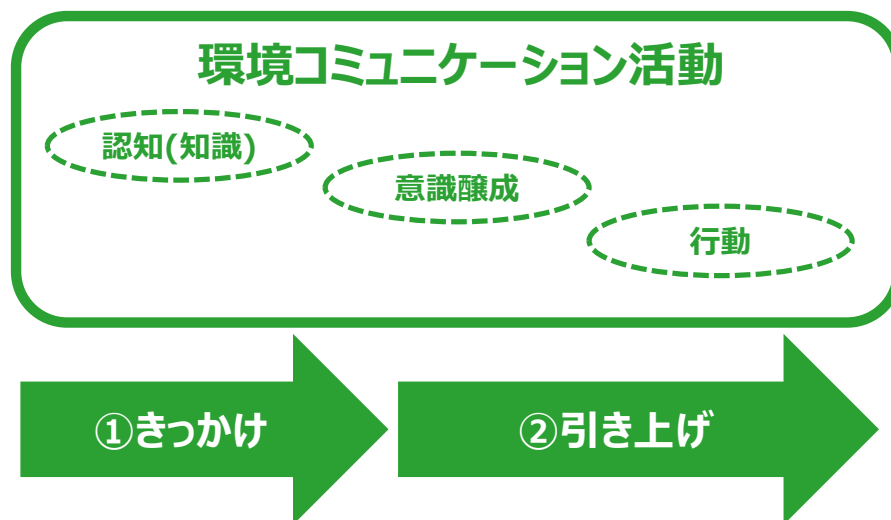 環境コミュニケーション活動
認知(知識)
意識醸成
行動
①きっかけ
②引き上げ